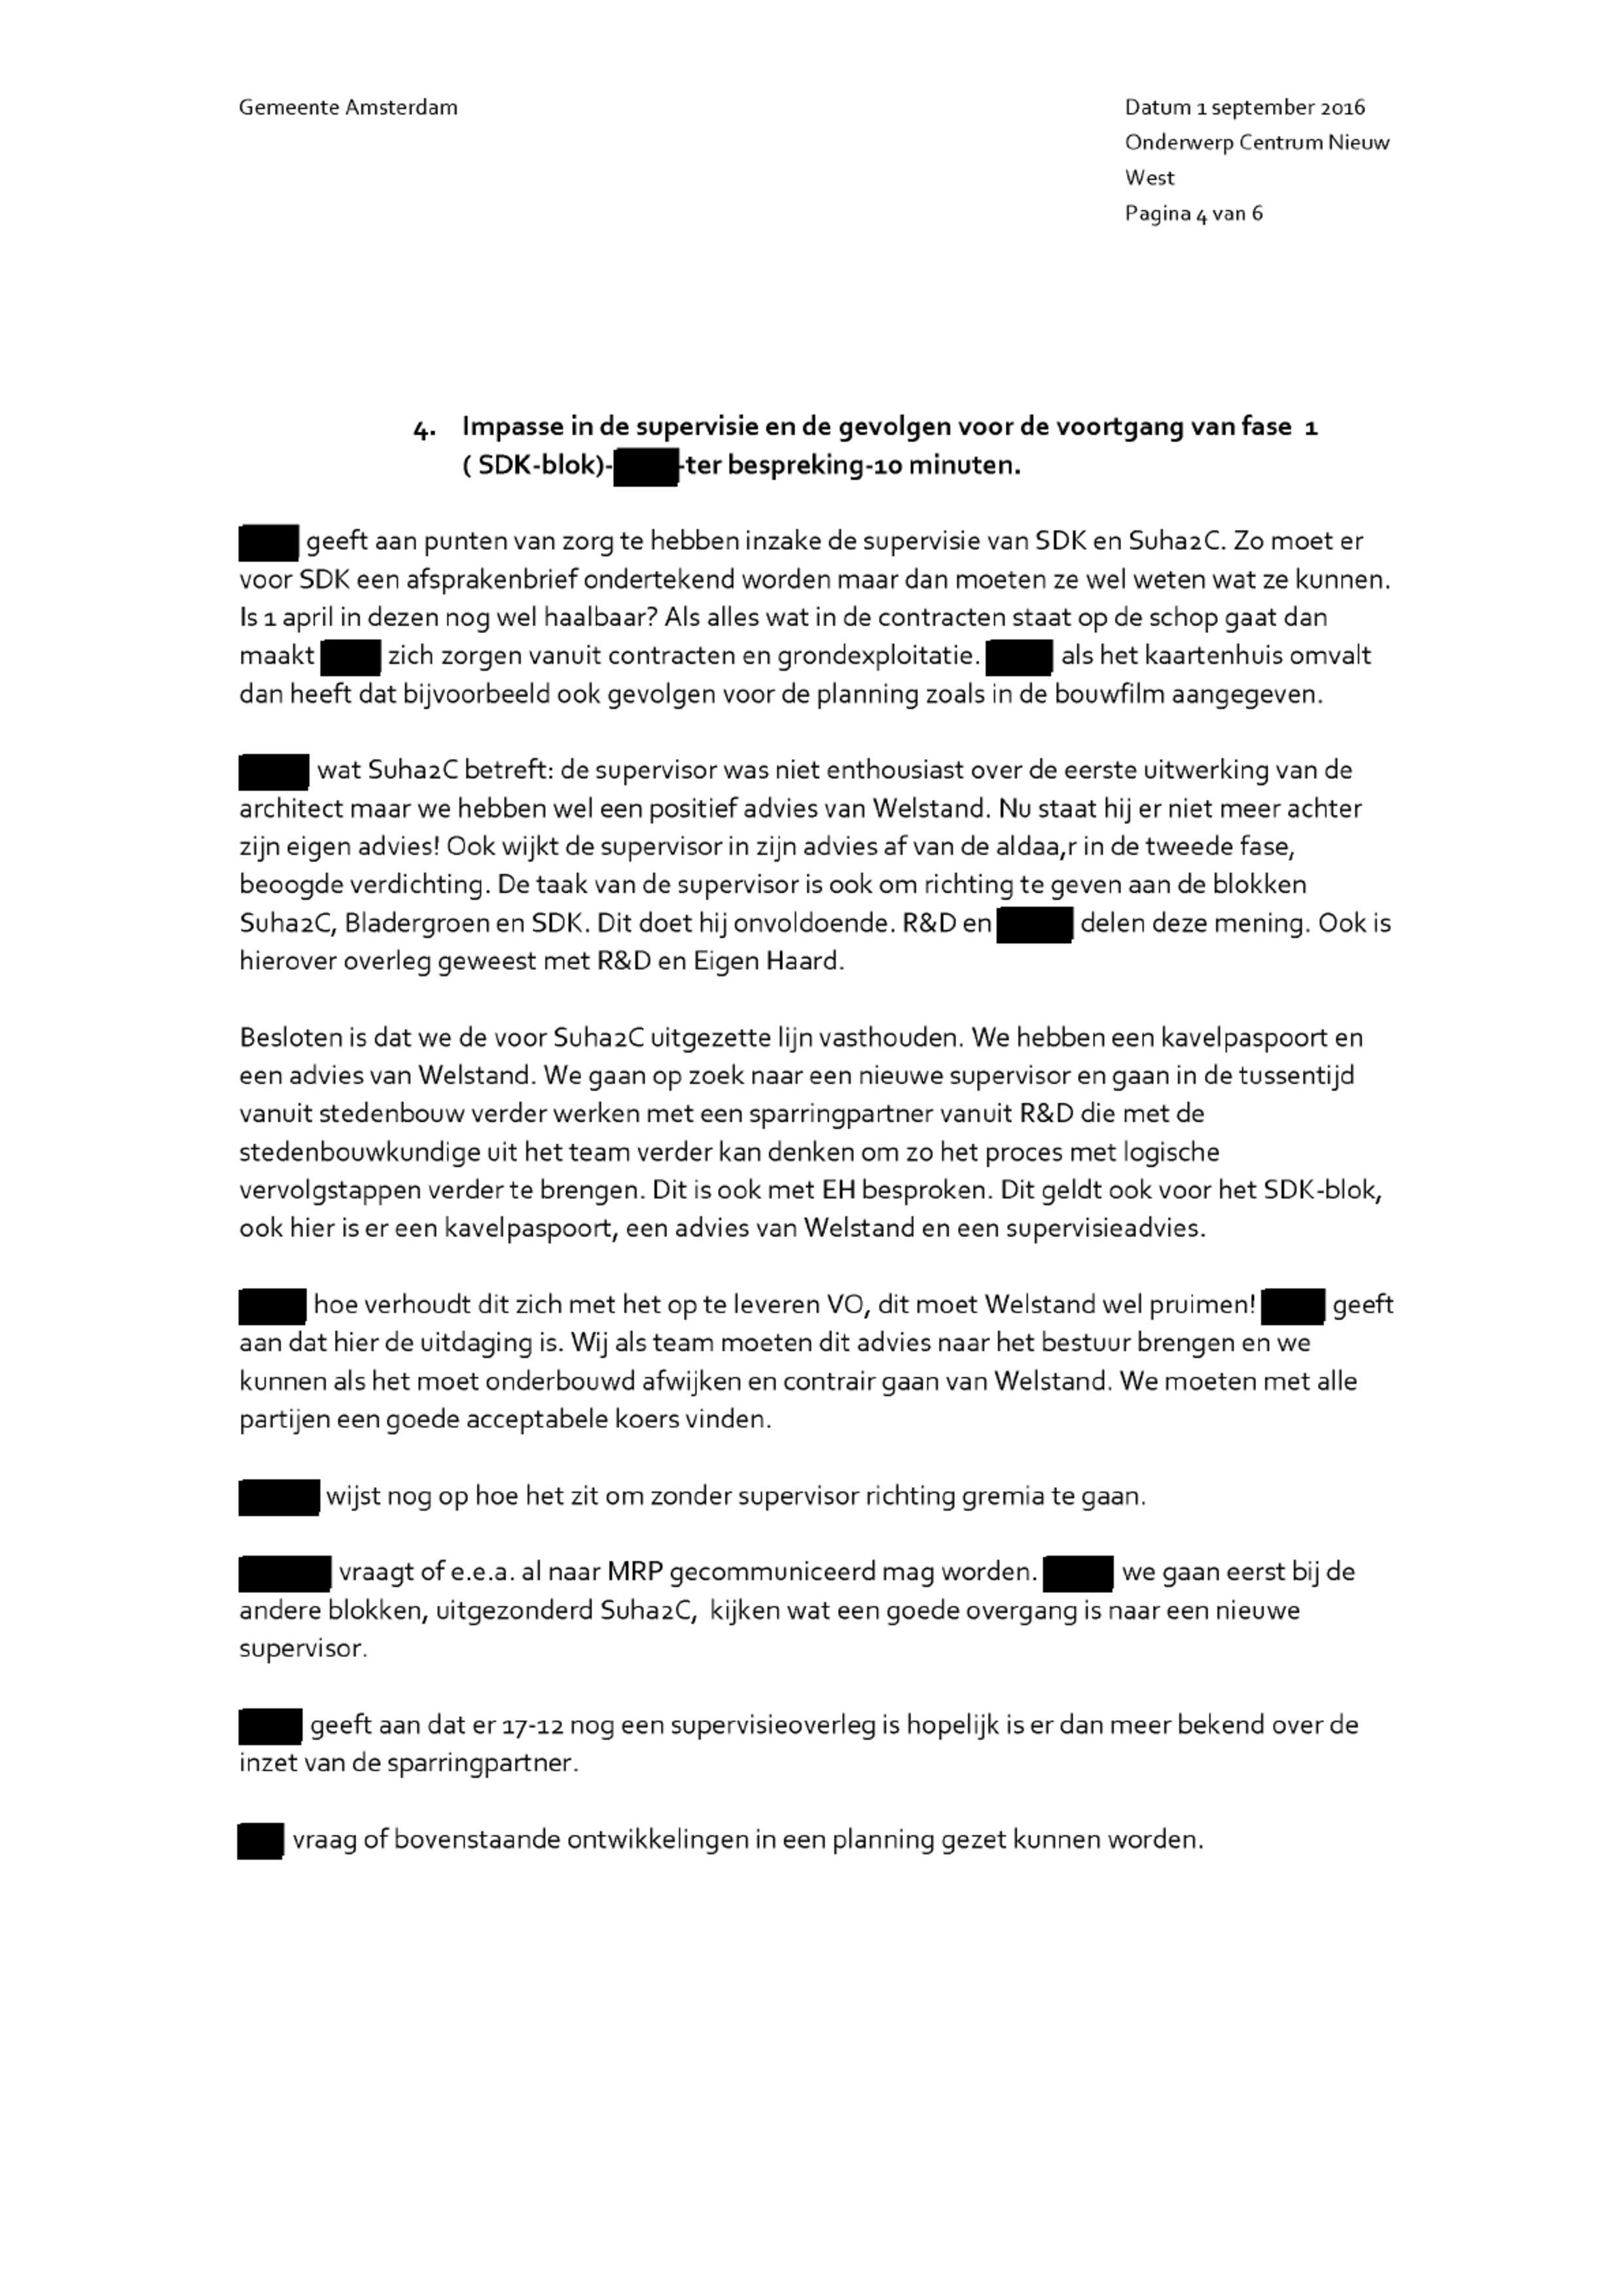 Gemeente Amsterdam
Datum 1 september 2016
Onderwerp Centrum Nieuw
West
Pagina 4 van 6
4. Impasse in de supervisie en de gevolgen voor de voortgang van fase 1
( SDK-blok)- -ter bespreking-10 minuten.
geeft aan punten van zorg te hebben inzake de supervisie van SDK en Suha2C. Zo moet er
voor SDK een afsprakenbrief ondertekend worden maar dan moeten ze wel weten wat ze kunnen.
Is 1 april in dezen nog wel haalbaar? Als alles wat in de contracten staat op de schop gaat dan
maakt zich zorgen vanuit contracten en grondexploitatie. als het kaartenhuis omvalt
dan heeft dat bijvoorbeeld ook gevolgen voor de planning zoals in de bouwfilm aangegeven.
wat Suha2C betreft: de supervisor was niet enthousiast over de eerste uitwerking van de
architect maar we hebben wel een positief advies van Welstand. Nu staat hij er niet meer achter
zijn eigen advies! Ook wijkt de supervisor in zijn advies af van de aldaa,r in de tweede fase,
beoogde verdichting. De taak van de supervisor is ook om richting te geven aan de blokken
Suha2C, Bladergroen en SDK. Dit doet hij onvoldoende. R&D en delen deze mening. Ook is
hierover overleg geweest met R&D en Eigen Haard.
Besloten is dat we de voor Suha2C uitgezette lijn vasthouden. We hebben een kavelpaspoort en
een advies van Welstand. We gaan op zoek naar een nieuwe supervisor en gaan in de tussentijd
vanuit stedenbouw verder werken met een sparringpartner vanuit R&D die met de
stedenbouwkundige uit het team verder kan denken om zo het proces met logische
vervolgstappen verder te brengen. Dit is ook met EH besproken. Dit geldt ook voor het SDK-blok,
ook hier is er een kavelpaspoort, een advies van Welstand en een supervisieadvies.
hoe verhoudt dit zich met het op te leveren VO, dit moet Welstand wel pruimen! geeft
aan dat hier de uitdaging is. Wij als team moeten dit advies naar het bestuur brengen en we
kunnen als het moet onderbouwd afwijken en contrair gaan van Welstand. We moeten met alle
partijen een goede acceptabele koers vinden.
wijst nog op hoe het zit om zonder supervisor richting gremia te gaan.
vraagt of e.e.a. al naar MRP gecommuniceerd mag worden. we gaan eerst bij de
andere blokken, uitgezonderd Suha2C, kijken wat een goede overgang is naar een nieuwe
supervisor.
geeft aan dat er 17-12 nog een supervisieoverleg is hopelijk is er dan meer bekend over de
inzet van de sparringpartner.
vraag of bovenstaande ontwikkelingen in een planning gezet kunnen worden.